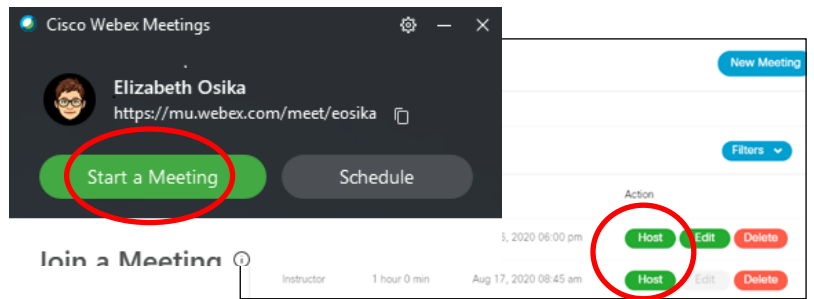 Cisco Webex Meetings
New Meeting
Elizabeth Osika
https://mu.webex.com/meet/eosika
Filters
Start a Meeting
Schedule
Action
5, 2020 06:00 pm
Host
Edit
Delete
Join a Meeting
Instructor
1 hour 0 min
Aug 17, 2020 08:45 am
Host
Edit
Delete